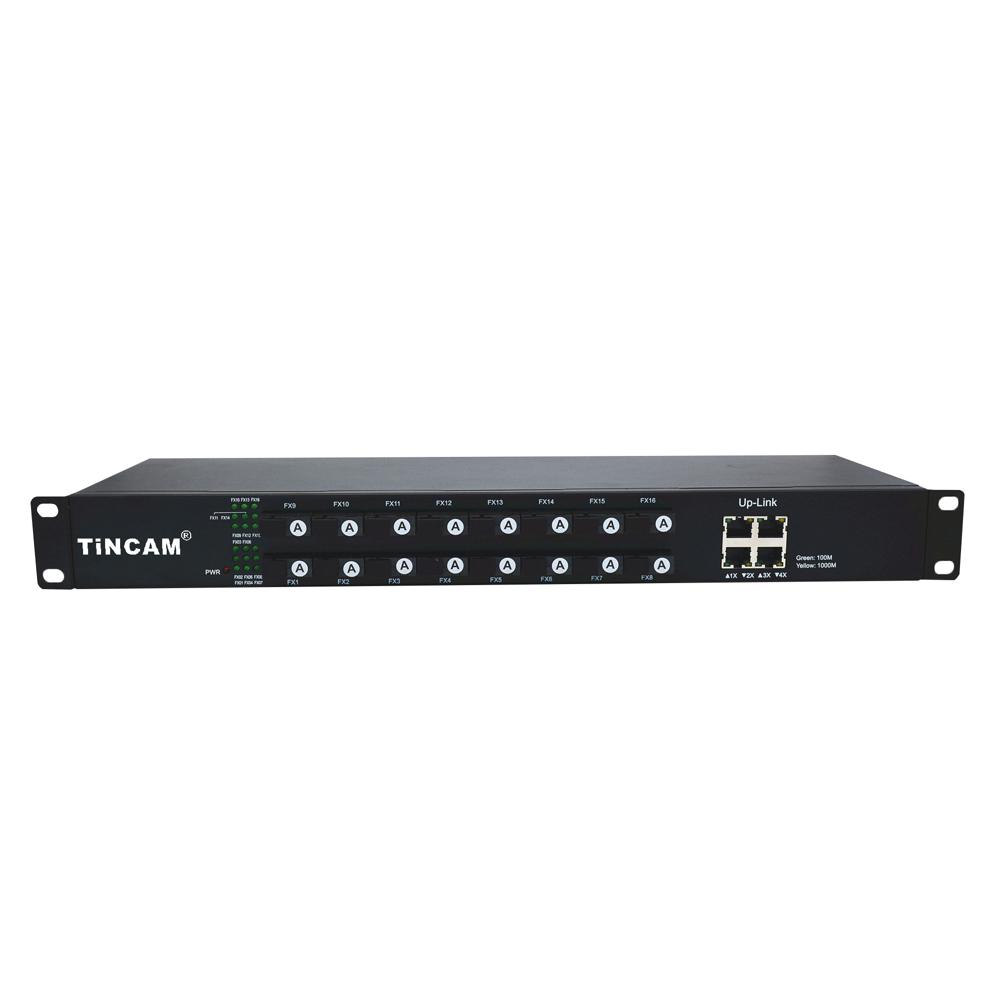 FX10 FX13 FX16
FX11 FX14
FX09 FX12 FX15
FX03 FX06
FX02 FX05 FX08
FX01 FX04 FX07
TiNCAM®
PWR
FX9 FX10 FX11 FX12 FX13 FX14 FX15 FX16
A A A A A A A A
A A A A A A A A
FX1 FX2 FX3 FX4 FX5 FX6 FX7 FX8
Up-Link
▲1X ▼2X ▲3X ▼4X
Green: 100M
Yellow: 1000M